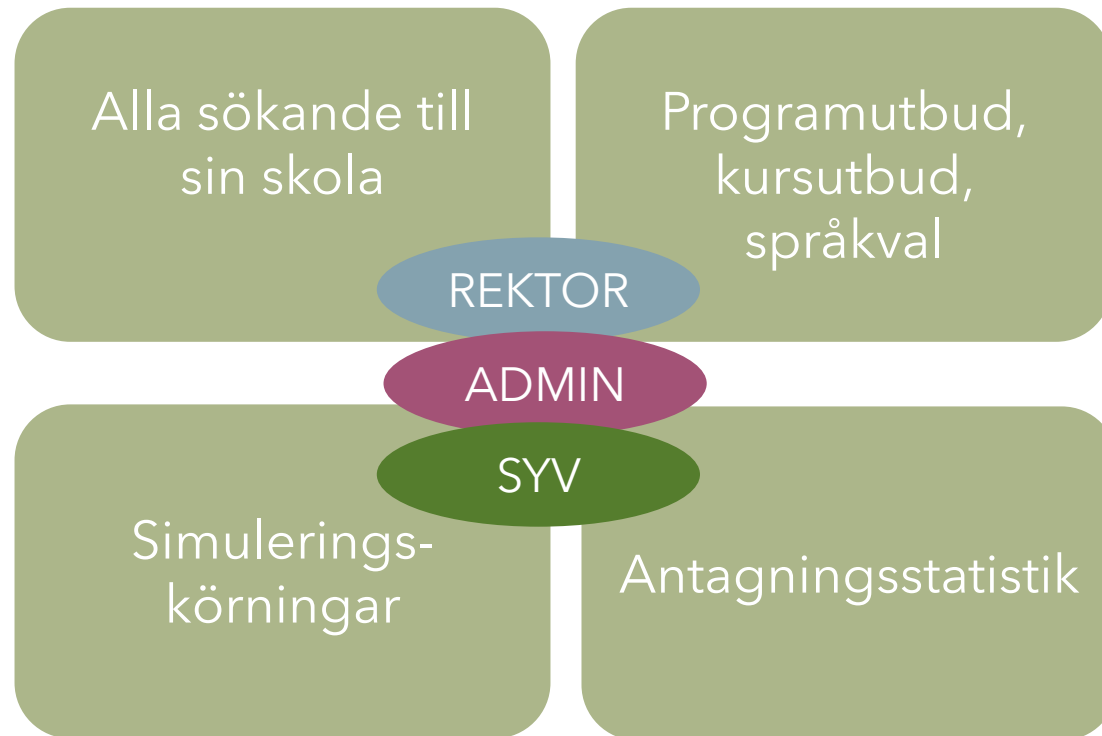 Alla sökande till
sin skola
Programutbud,
kursutbud,
språkval
REKTOR
ADMIN
SYV
Simulerings-
körningar
Antagningsstatistik